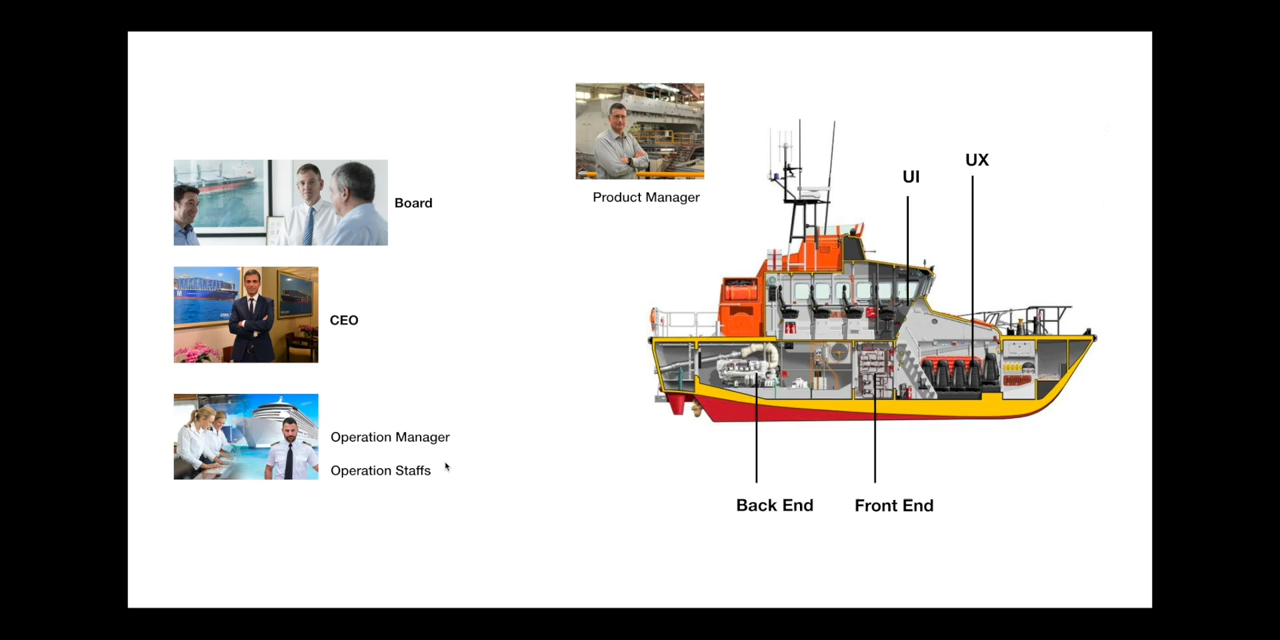 Board
CEO
Operation Manager
Operation Staffs
Product Manager
UI
UX
Back End
Front End